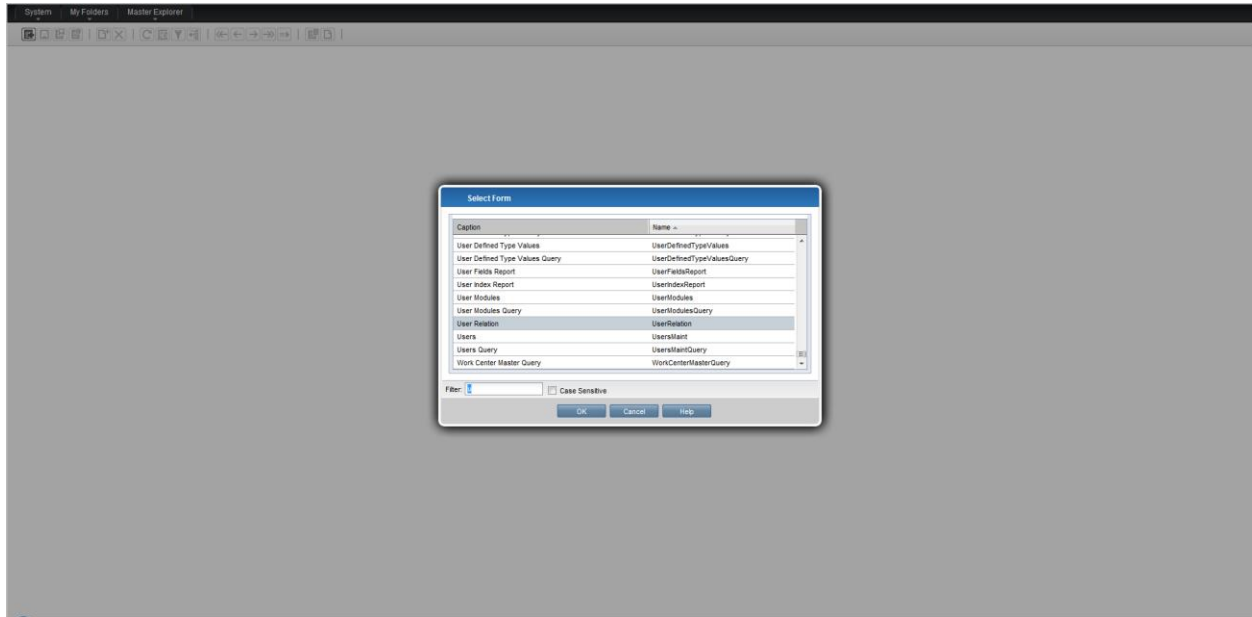 System My Folders Master Explorer
Select Form
Caption Name
User Defined Type Values UserDefinedTypeValues
User Defined Type Values Query UserDefinedTypeValuesQuery
User Fields Report UserFieldsReport
User Index Report UserIndexReport
User Modules UserModules
User Modules Query UserModulesQuery
User Relation UserRelation
Users UsersMaint
Users Query UsersMaintQuery
Work Center Master Query WorkCenterMasterQuery
Filter: u Case Sensitive
OK Cancel Help